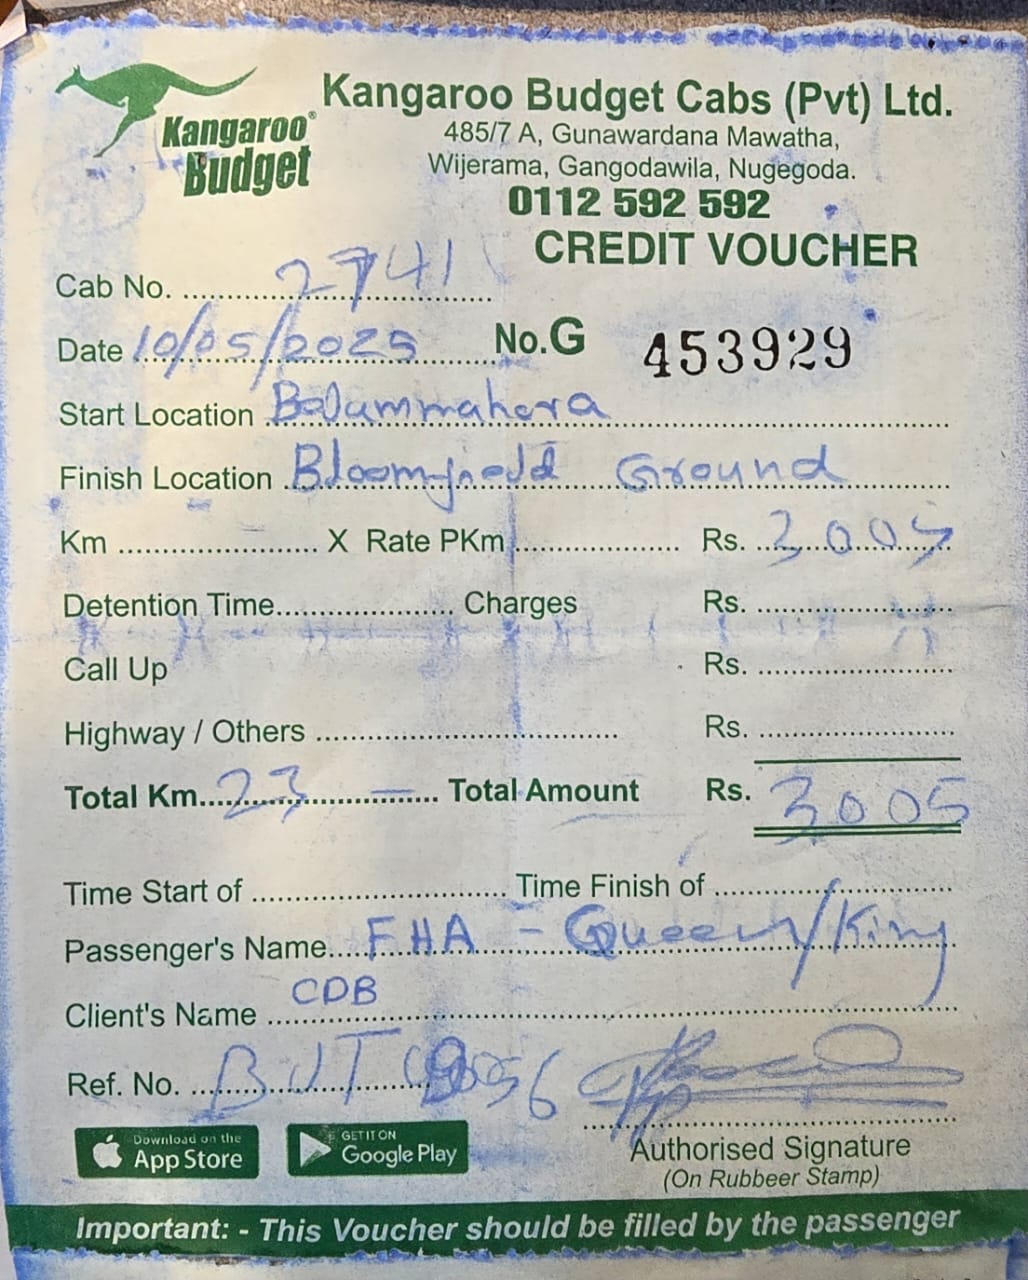 Kangaroo®
Budget
Kangaroo Budget Cabs (Pvt) Ltd.
485/7 A, Gunawardana Mawatha,
Wijerama, Gangodawila, Nugegoda.
0112 592 592
CREDIT VOUCHER
Cab No. 2741
Date 10/05/2025 No.G 453929
Start Location
Finish Location Bloomfield Ground
Km X Rate PKm Rs. 3005
Detention Time Charges Rs.
Call Up Rs.
Highway / Others Rs.
Total Km 23 Total Amount Rs. 3005
Time Start of Time Finish of
Passenger's Name FHA - Queen/King
Client's Name CDB
Ref. No.
Download on the
App Store
GET IT ON
Google Play
Authorised Signature
(On Rubbeer Stamp)
Important: - This Voucher should be filled by the passenger